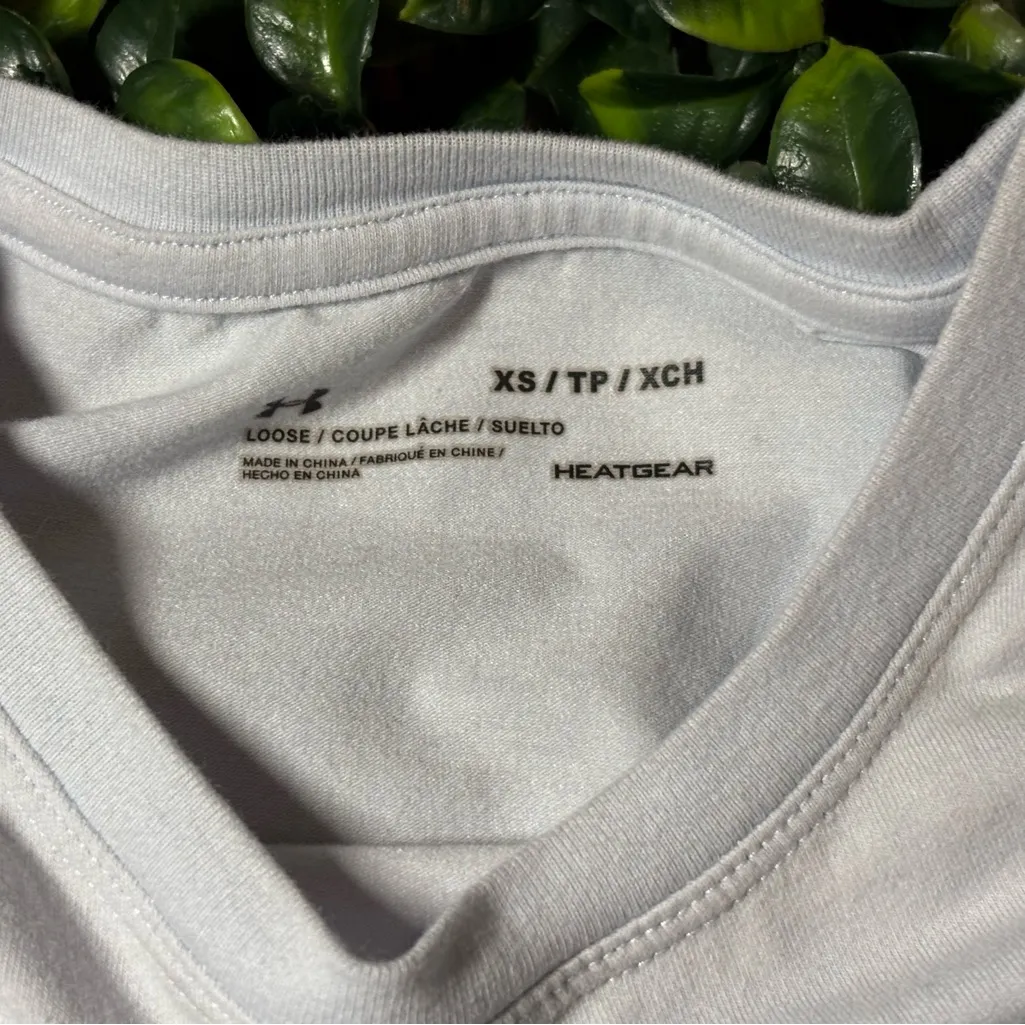 XS / TP / XCH
LOOSE / COUPE LÂCHE / SUELTO
MADE IN CHINA / FABRIQUÉ EN CHINE /
HECHO EN CHINA
HEATGEAR